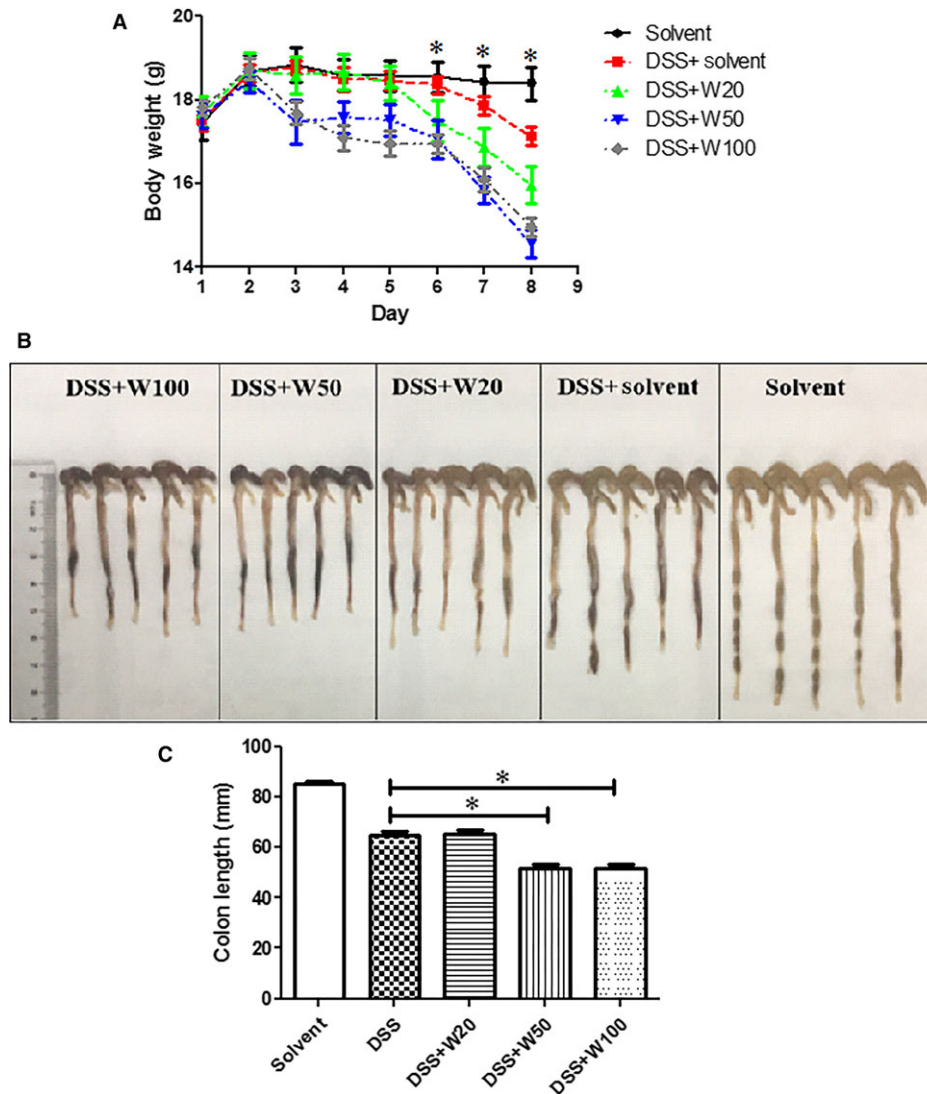 A
Body weight (g)
20
18
16
14
1 2 3 4 5 6 7 8 9
Day
* * *
Solvent
DSS+ solvent
DSS+W20
DSS+W50
DSS+W100
B
DSS+W100 DSS+W50 DSS+W20 DSS+ solvent Solvent
C
Colon length (mm)
100
80
60
40
20
0
*
*
Solvent DSS DSS+W20 DSS+W50 DSS+W100